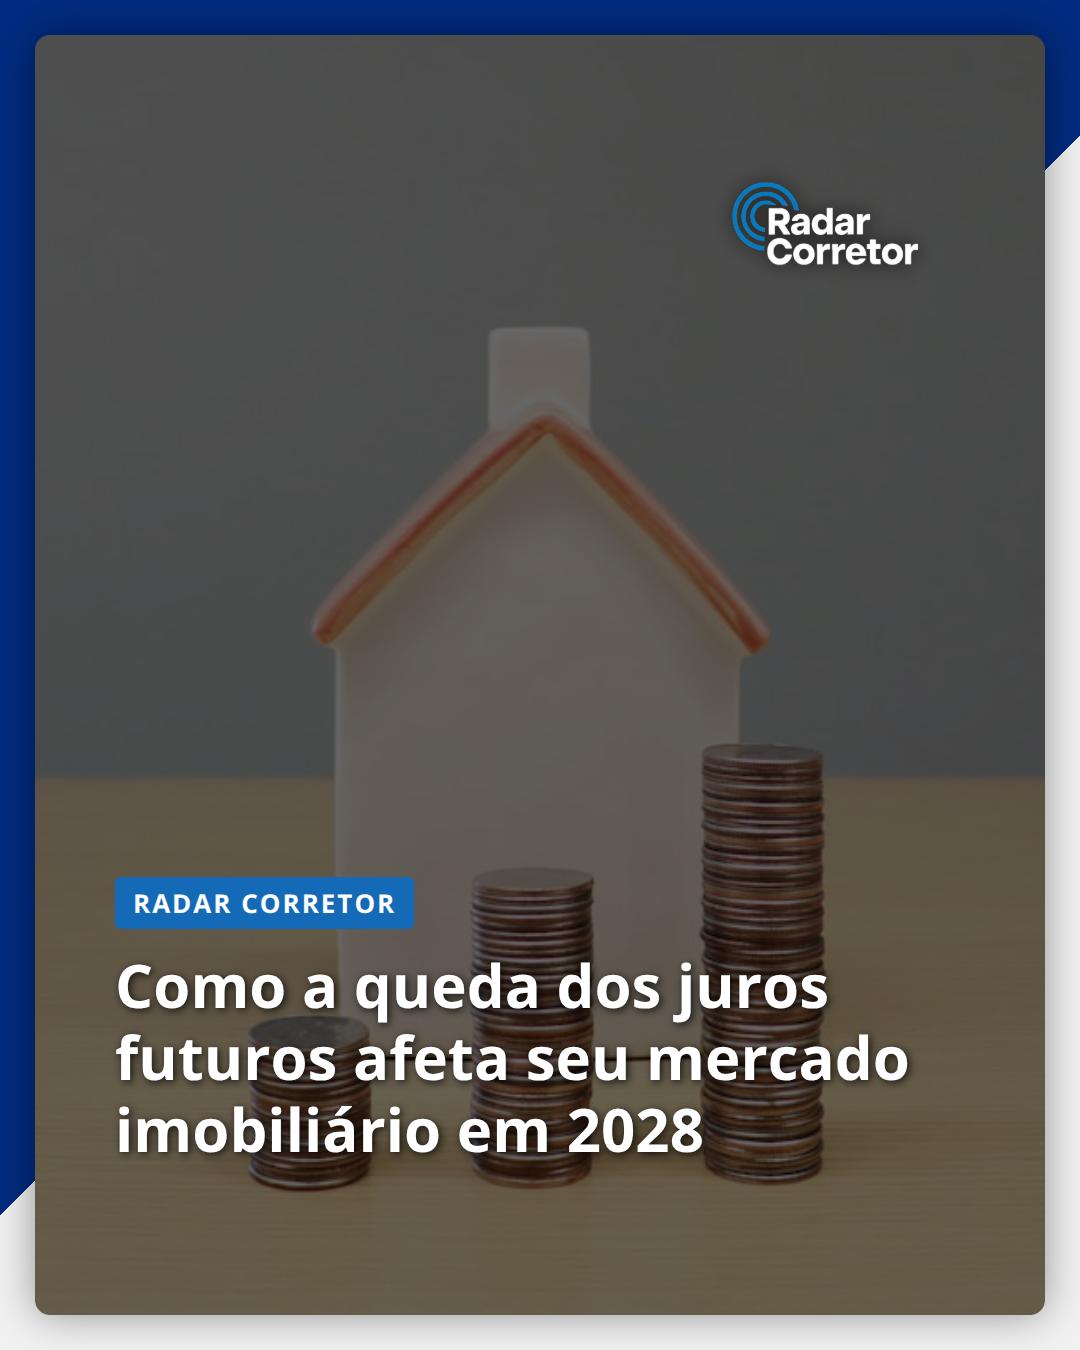 Radar
Corretor
RADAR CORRETOR
Como a queda dos juros
futuros afeta seu mercado
imobiliário em 2028